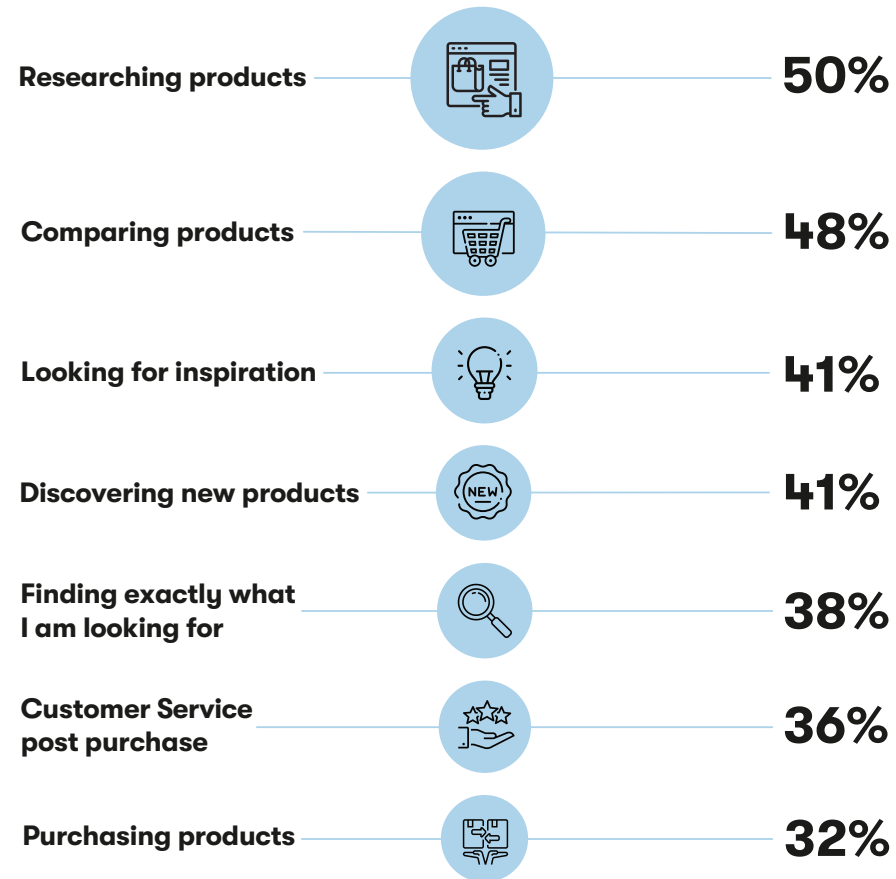 Researching products
50%
Comparing products
48%
Looking for inspiration
41%
Discovering new products
NEW
41%
Finding exactly what
I am looking for
38%
Customer Service
post purchase
36%
Purchasing products
32%